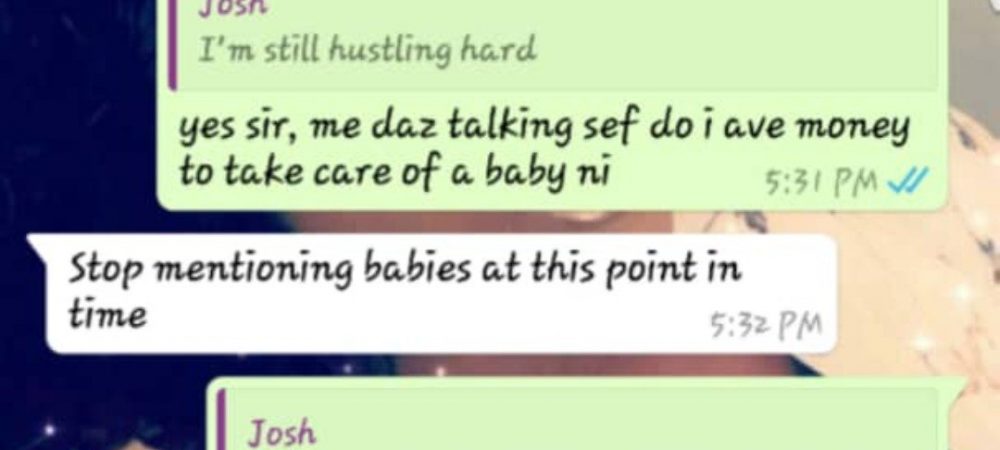 Josh
I'm still hustling hard
yes sir, me daz talking sef do i ave money
to take care of a baby ni
5:31 PM
Stop mentioning babies at this point in
time
5:32 PM
Josh